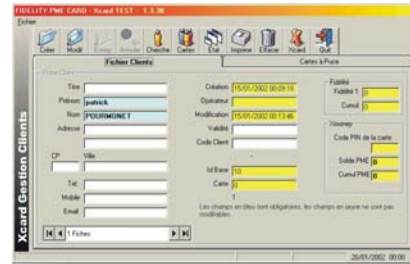 FIDELITY PME CARD - Xcard TEST - 1.3.38
Fichier
Créer Modif Enreg Annuler Cherche Cartes Etat Imprime Effacer Xcard Quit
Fichier Clients Cartes à Puce
Fiche Client
Titre
Prénom patrick
Nom POURMONET
Adresse
CP Ville
Tel
Mobile
Email
1 Fiches
Création 15/01/2002 00:09:18
Opérateur
Modification 15/01/2002 00:13:46
Validité
Code Client
Id Base 10
Carte 0
1
Les champs en bleu sont obligatoires, les champs en jaune ne sont pas
modifiables
Fidélité
Fidélité 1 0
Cumul 0
Xmoney
Code PIN de la carte
Solde PME 0
Cumul PME 0
Xcard Gestion Clients
20/01/2002 00:00